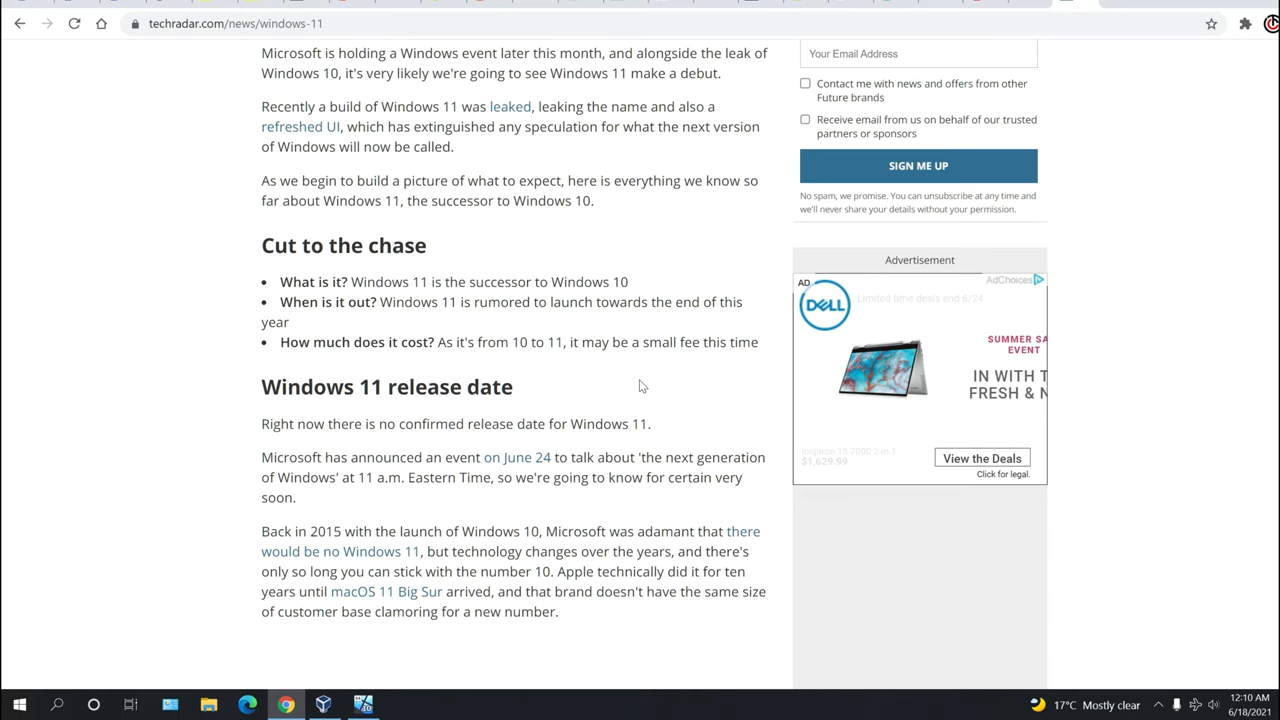 techradar.com/news/windows-11
Microsoft is holding a Windows event later this month, and alongside the leak of
Windows 10, it's very likely we're going to see Windows 11 make a debut.
Recently a build of Windows 11 was leaked, leaking the name and also a
refreshed UI, which has extinguished any speculation for what the next version
of Windows will now be called.
As we begin to build a picture of what to expect, here is everything we know so
far about Windows 11, the successor to Windows 10.
Cut to the chase
• What is it? Windows 11 is the successor to Windows 10
• When is it out? Windows 11 is rumored to launch towards the end of this
year
• How much does it cost? As it's from 10 to 11, it may be a small fee this time
Windows 11 release date
Right now there is no confirmed release date for Windows 11.
Microsoft has announced an event on June 24 to talk about 'the next generation
of Windows' at 11 a.m. Eastern Time, so we're going to know for certain very
soon.
Back in 2015 with the launch of Windows 10, Microsoft was adamant that there
would be no Windows 11, but technology changes over the years, and there's
only so long you can stick with the number 10. Apple technically did it for ten
years until macOS 11 Big Sur arrived, and that brand doesn't have the same size
of customer base clamoring for a new number.
Your Email Address
Contact me with news and offers from other
Future brands
Receive email from us on behalf of our trusted
partners or sponsors
SIGN ME UP
No spam, we promise. You can unsubscribe at any time and
we'll never share your details without your permission.
Advertisement
AD
AdChoices
DELL
Limited time deals end 6/24
SUMMER SA
EVENT
IN WITH T
FRESH & N
Inspiron 15 7000 2-in-1
$1,629.99
View the Deals
Click for legal.
17°C Mostly clear
12:10 AM
6/18/2021